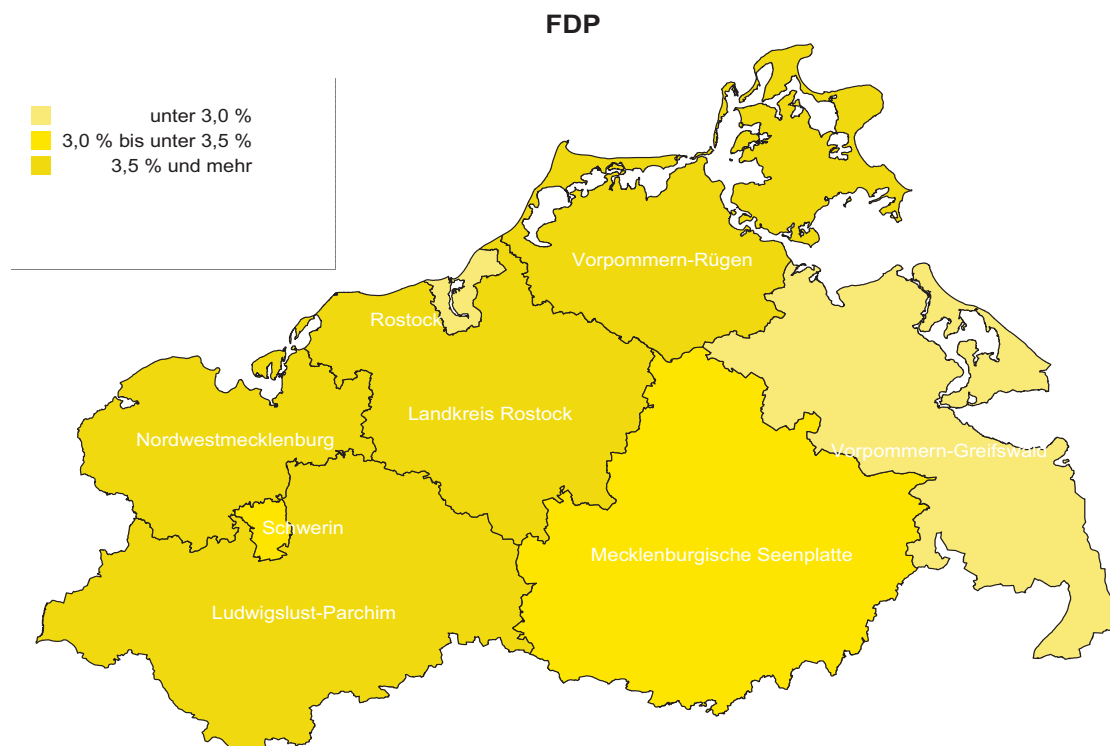 FDP
unter 3,0 %
3,0 % bis unter 3,5 %
3,5 % und mehr
Vorpommern-Rügen
Rostock
Landkreis Rostock
Nordwestmecklenburg
Vorpommern-Greifswald
Schwerin
Mecklenburgische Seenplatte
Ludwigslust-Parchim